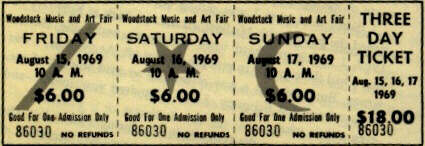 Woodstock Music and Art Fair
FRIDAY
August 15, 1969
10 A. M.
$6.00
Good For One Admission Only
86030 NO REFUNDS
Woodstock Music and Art Fair
SATURDAY
August 16, 1969
10 A. M.
$6.00
Good For One Admission Only
86030 NO REFUNDS
Woodstock Music and Art Fair
SUNDAY
August 17, 1969
10 A. M.
$6.00
Good For One Admission Only
86030 NO REFUNDS
THREE
DAY
TICKET
Aug. 15, 16, 17
1969
$18.00
86030